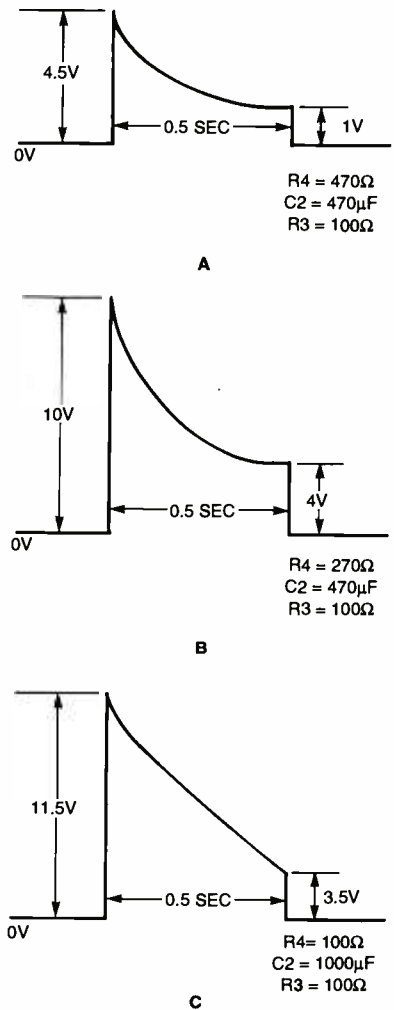 4.5V
0.5 SEC
1V
0V
R4 = 470Ω
C2 = 470µF
R3 = 100Ω
A
10V
0.5 SEC
4V
0V
R4 = 270Ω
C2 = 470µF
R3 = 100Ω
B
11.5V
0.5 SEC
3.5V
0V
R4= 100Ω
C2 = 1000µF
R3 = 100Ω
C